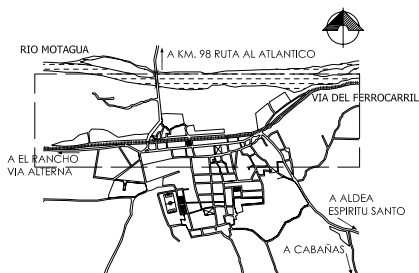 RIO MOTAGUA
A KM. 98 RUTA AL ATLANTICO
VIA DEL FERROCARRIL
A EL RANCHO
VIA ALTERNA
A ALDEA
ESPIRITU SANTO
A CABAÑAS